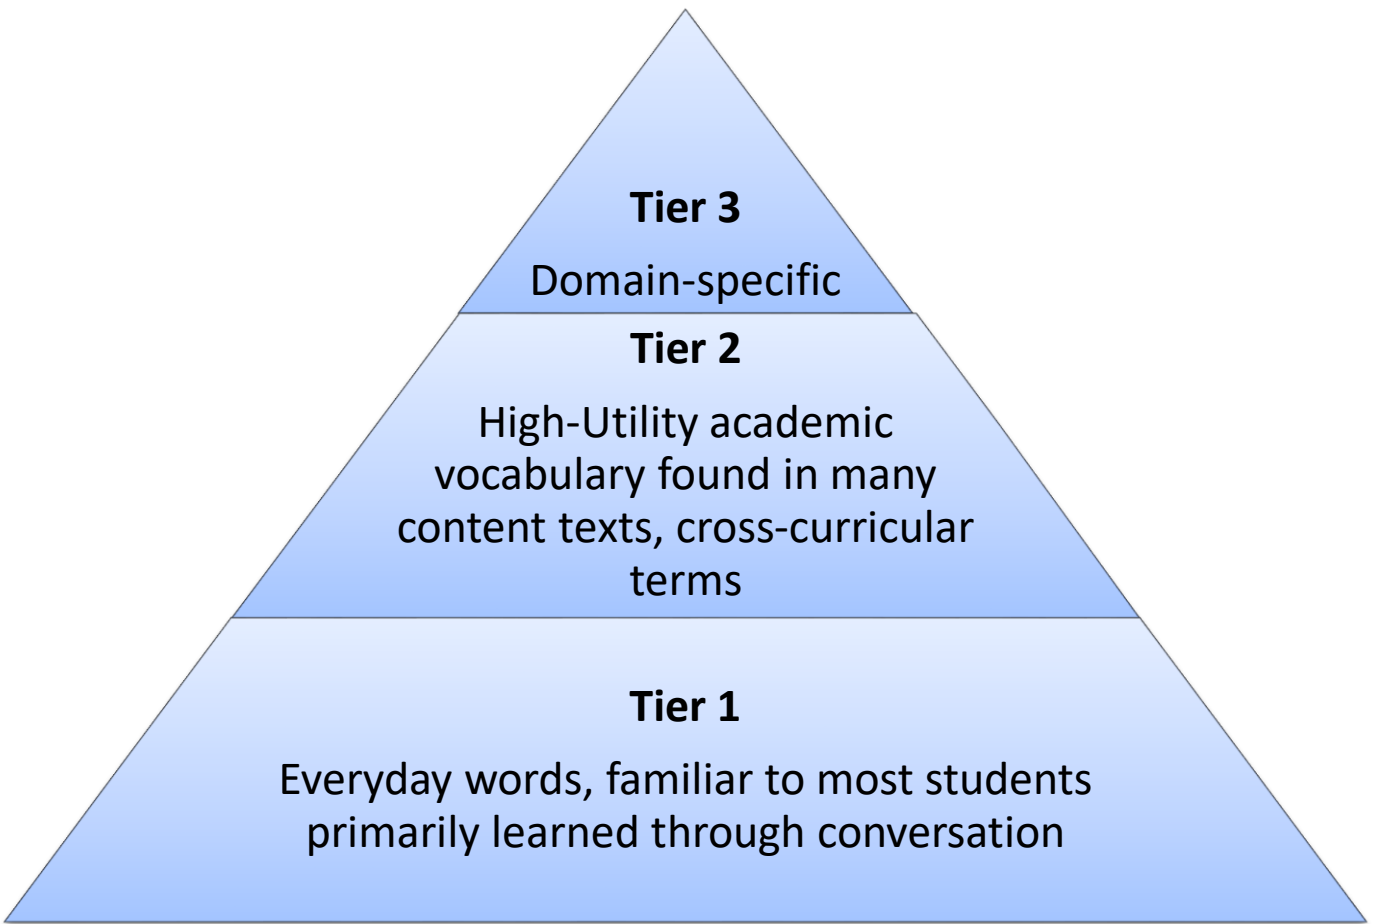 Tier 3
Domain-specific
Tier 2
High-Utility academic
vocabulary found in many
content texts, cross-curricular
terms
Tier 1
Everyday words, familiar to most students
primarily learned through conversation